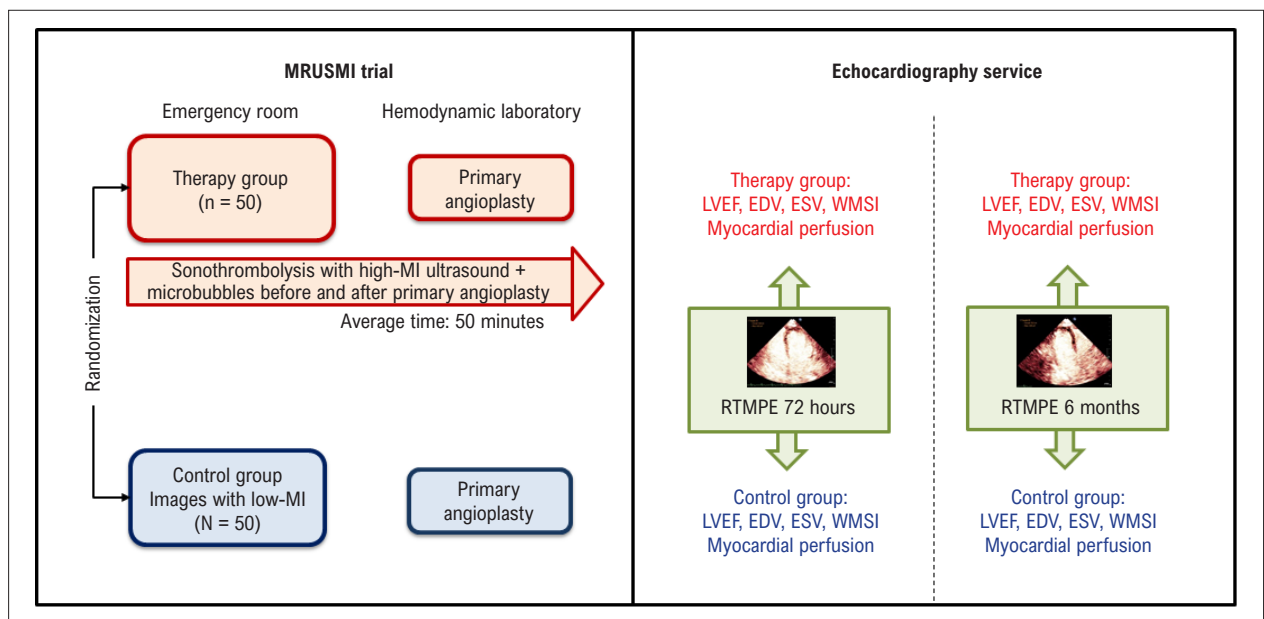 MRUSMI trial
Emergency room
Hemodynamic laboratory
Randomization
Therapy group
(n = 50)
Primary
angioplasty
Sonothrombolysis with high-MI ultrasound +
microbubbles before and after primary angioplasty
Average time: 50 minutes
Control group
Images with low-MI
(N = 50)
Primary
angioplasty
Echocardiography service
Therapy group:
LVEF, EDV, ESV, WMSI
Myocardial perfusion
RTMPE 72 hours
Control group:
LVEF, EDV, ESV, WMSI
Myocardial perfusion
Therapy group:
LVEF, EDV, ESV, WMSI
Myocardial perfusion
RTMPE 6 months
Control group:
LVEF, EDV, ESV, WMSI
Myocardial perfusion